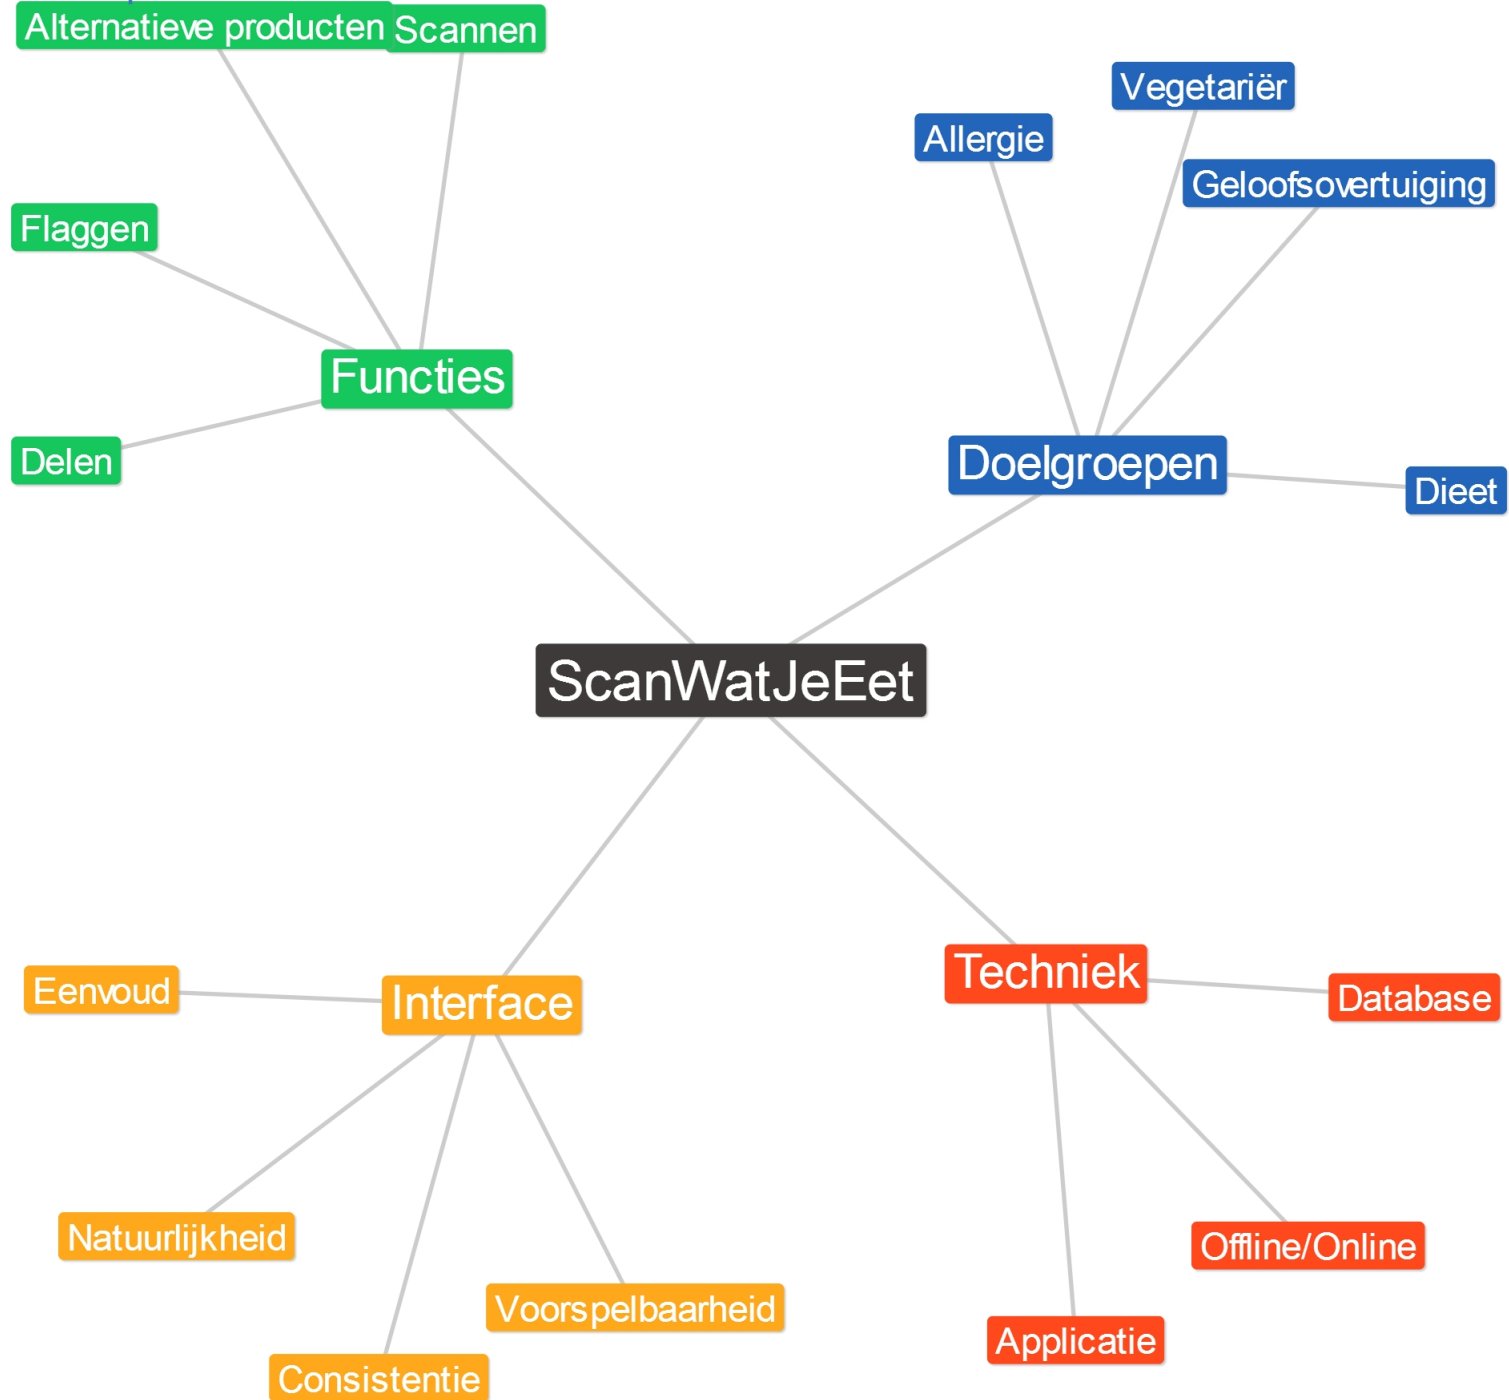 Alternatieve producten
Scannen
Flaggen
Functies
Delen
Vegetariër
Allergie
Geloofsovertuiging
Doelgroepen
Dieet
ScanWatJeEet
Eenvoud
Interface
Natuurlijkheid
Voorspelbaarheid
Consistentie
Techniek
Database
Offline/Online
Applicatie